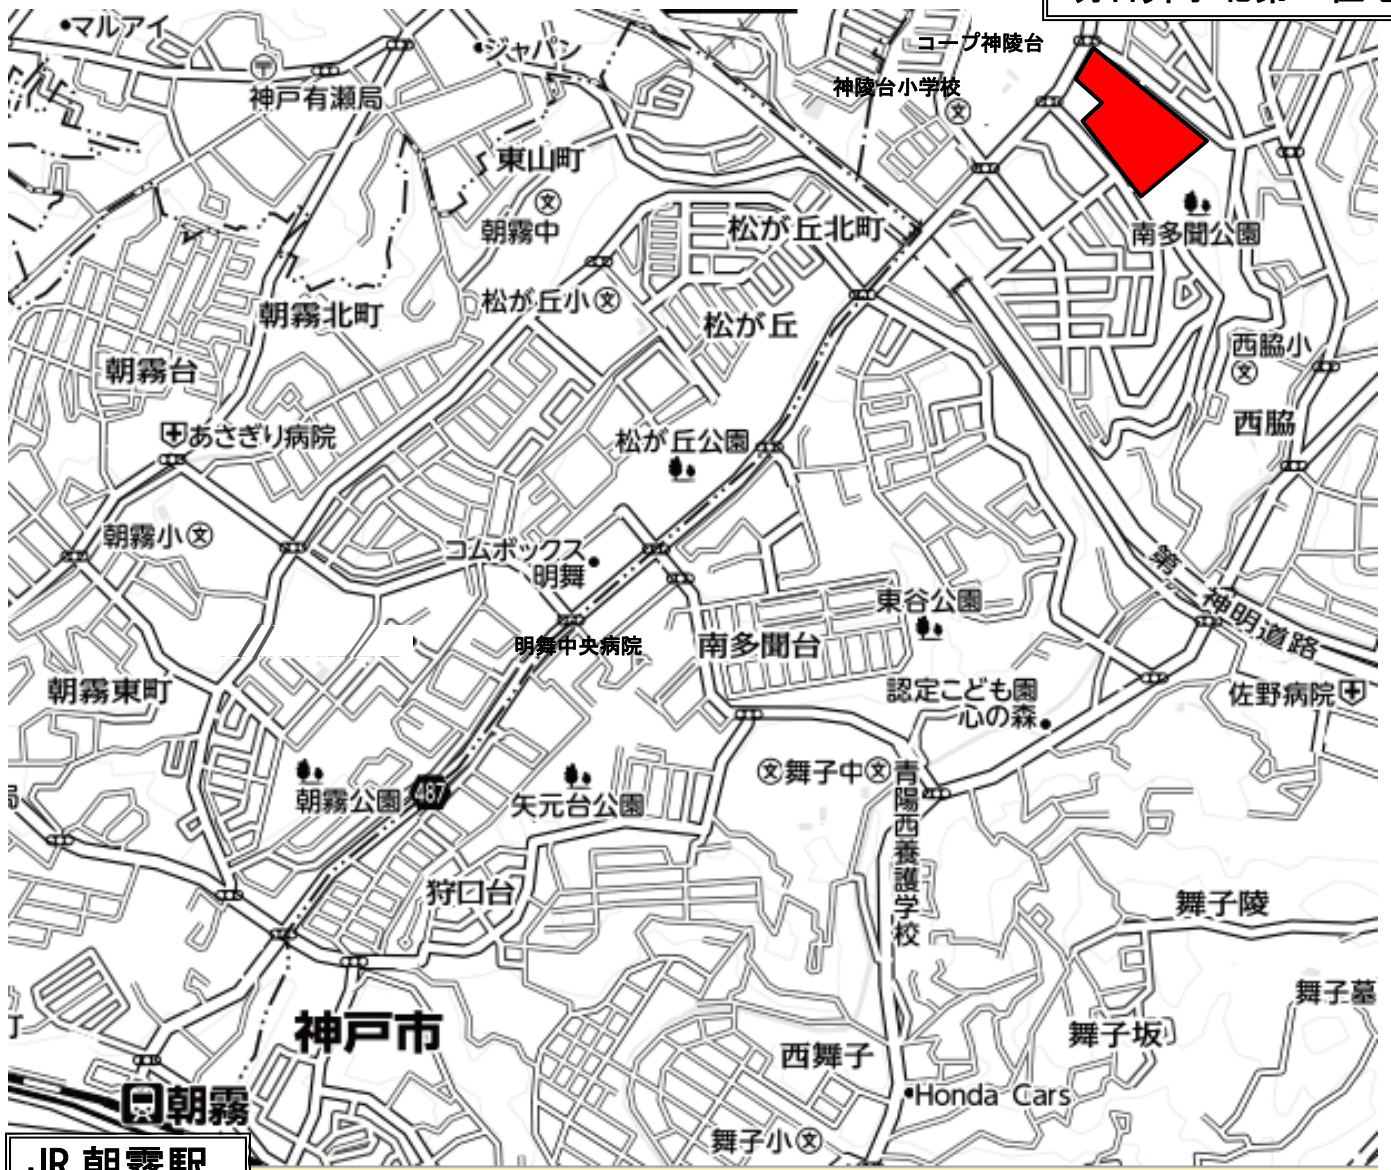 マルアイ
ジャパン
コープ神陵台
神陵台小学校
神戸有瀬局
東山町
朝霧中
松が丘北町
南多聞公園
松が丘小
朝霧北町
松が丘
西脇小
朝霧台
西脇
あさぎり病院
松が丘公園
朝霧小
コムボックス
明舞
第
神明道路
東谷公園
明舞中央病院
南多聞台
朝霧東町
認定こども園
心の森
佐野病院
舞子中
青陽西養護学校
朝霧公園
487
矢元台公園
狩口台
舞子陵
舞子墓
神戸市
舞子坂
西舞子
Honda Cars
朝霧
舞子小
JR 朝霧駅